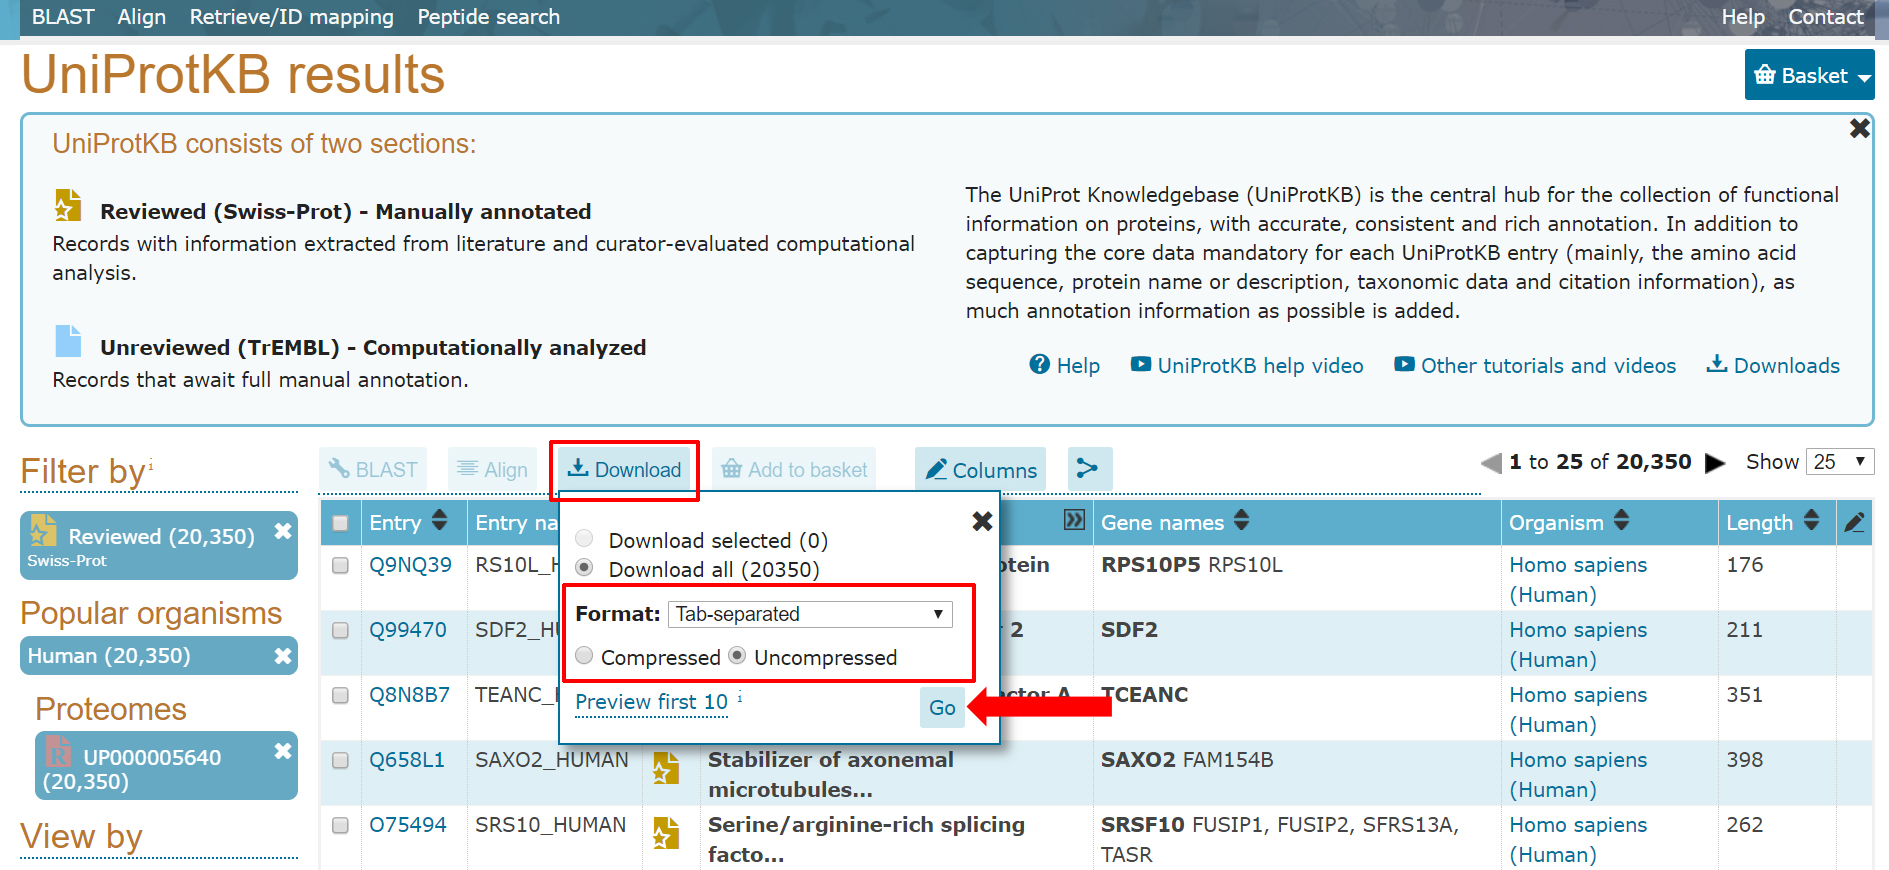 BLAST Align Retrieve/ID mapping Peptide search Help Contact
UniProtKB results
Basket
UniProtKB consists of two sections:
Reviewed (Swiss-Prot) - Manually annotated
Records with information extracted from literature and curator-evaluated computational
analysis.
Unreviewed (TrEMBL) - Computationally analyzed
Records that await full manual annotation.
The UniProt Knowledgebase (UniProtKB) is the central hub for the collection of functional
information on proteins, with accurate, consistent and rich annotation. In addition to
capturing the core data mandatory for each UniProtKB entry (mainly, the amino acid
sequence, protein name or description, taxonomic data and citation information), as
much annotation information as possible is added.
Help UniProtKB help video Other tutorials and videos Downloads
Filter by i
Reviewed (20,350)
Swiss-Prot
Popular organisms
Human (20,350)
Proteomes
UP000005640
(20,350)
View by
BLAST Align Download Add to basket Columns 1 to 25 of 20,350 Show 25
Entry Entry na Gene names Organism Length
Download selected (0)
Download all (20350)
Format: Tab-separated
Compressed Uncompressed
Preview first 10 i
Go
Q9NQ39 RS10L_H otein RPS10P5 RPS10L Homo sapiens 176
(Human)
Q99470 SDF2_HU r 2 SDF2 Homo sapiens 211
(Human)
Q8N8B7 TEANC_ actor A TCEANC Homo sapiens 351
(Human)
Q658L1 SAXO2_HUMAN Stabilizer of axonemal SAXO2 FAM154B Homo sapiens 398
microtubules... (Human)
O75494 SRS10_HUMAN Serine/arginine-rich splicing SRSF10 FUSIP1, FUSIP2, SFRS13A, Homo sapiens 262
facto... TASR (Human)